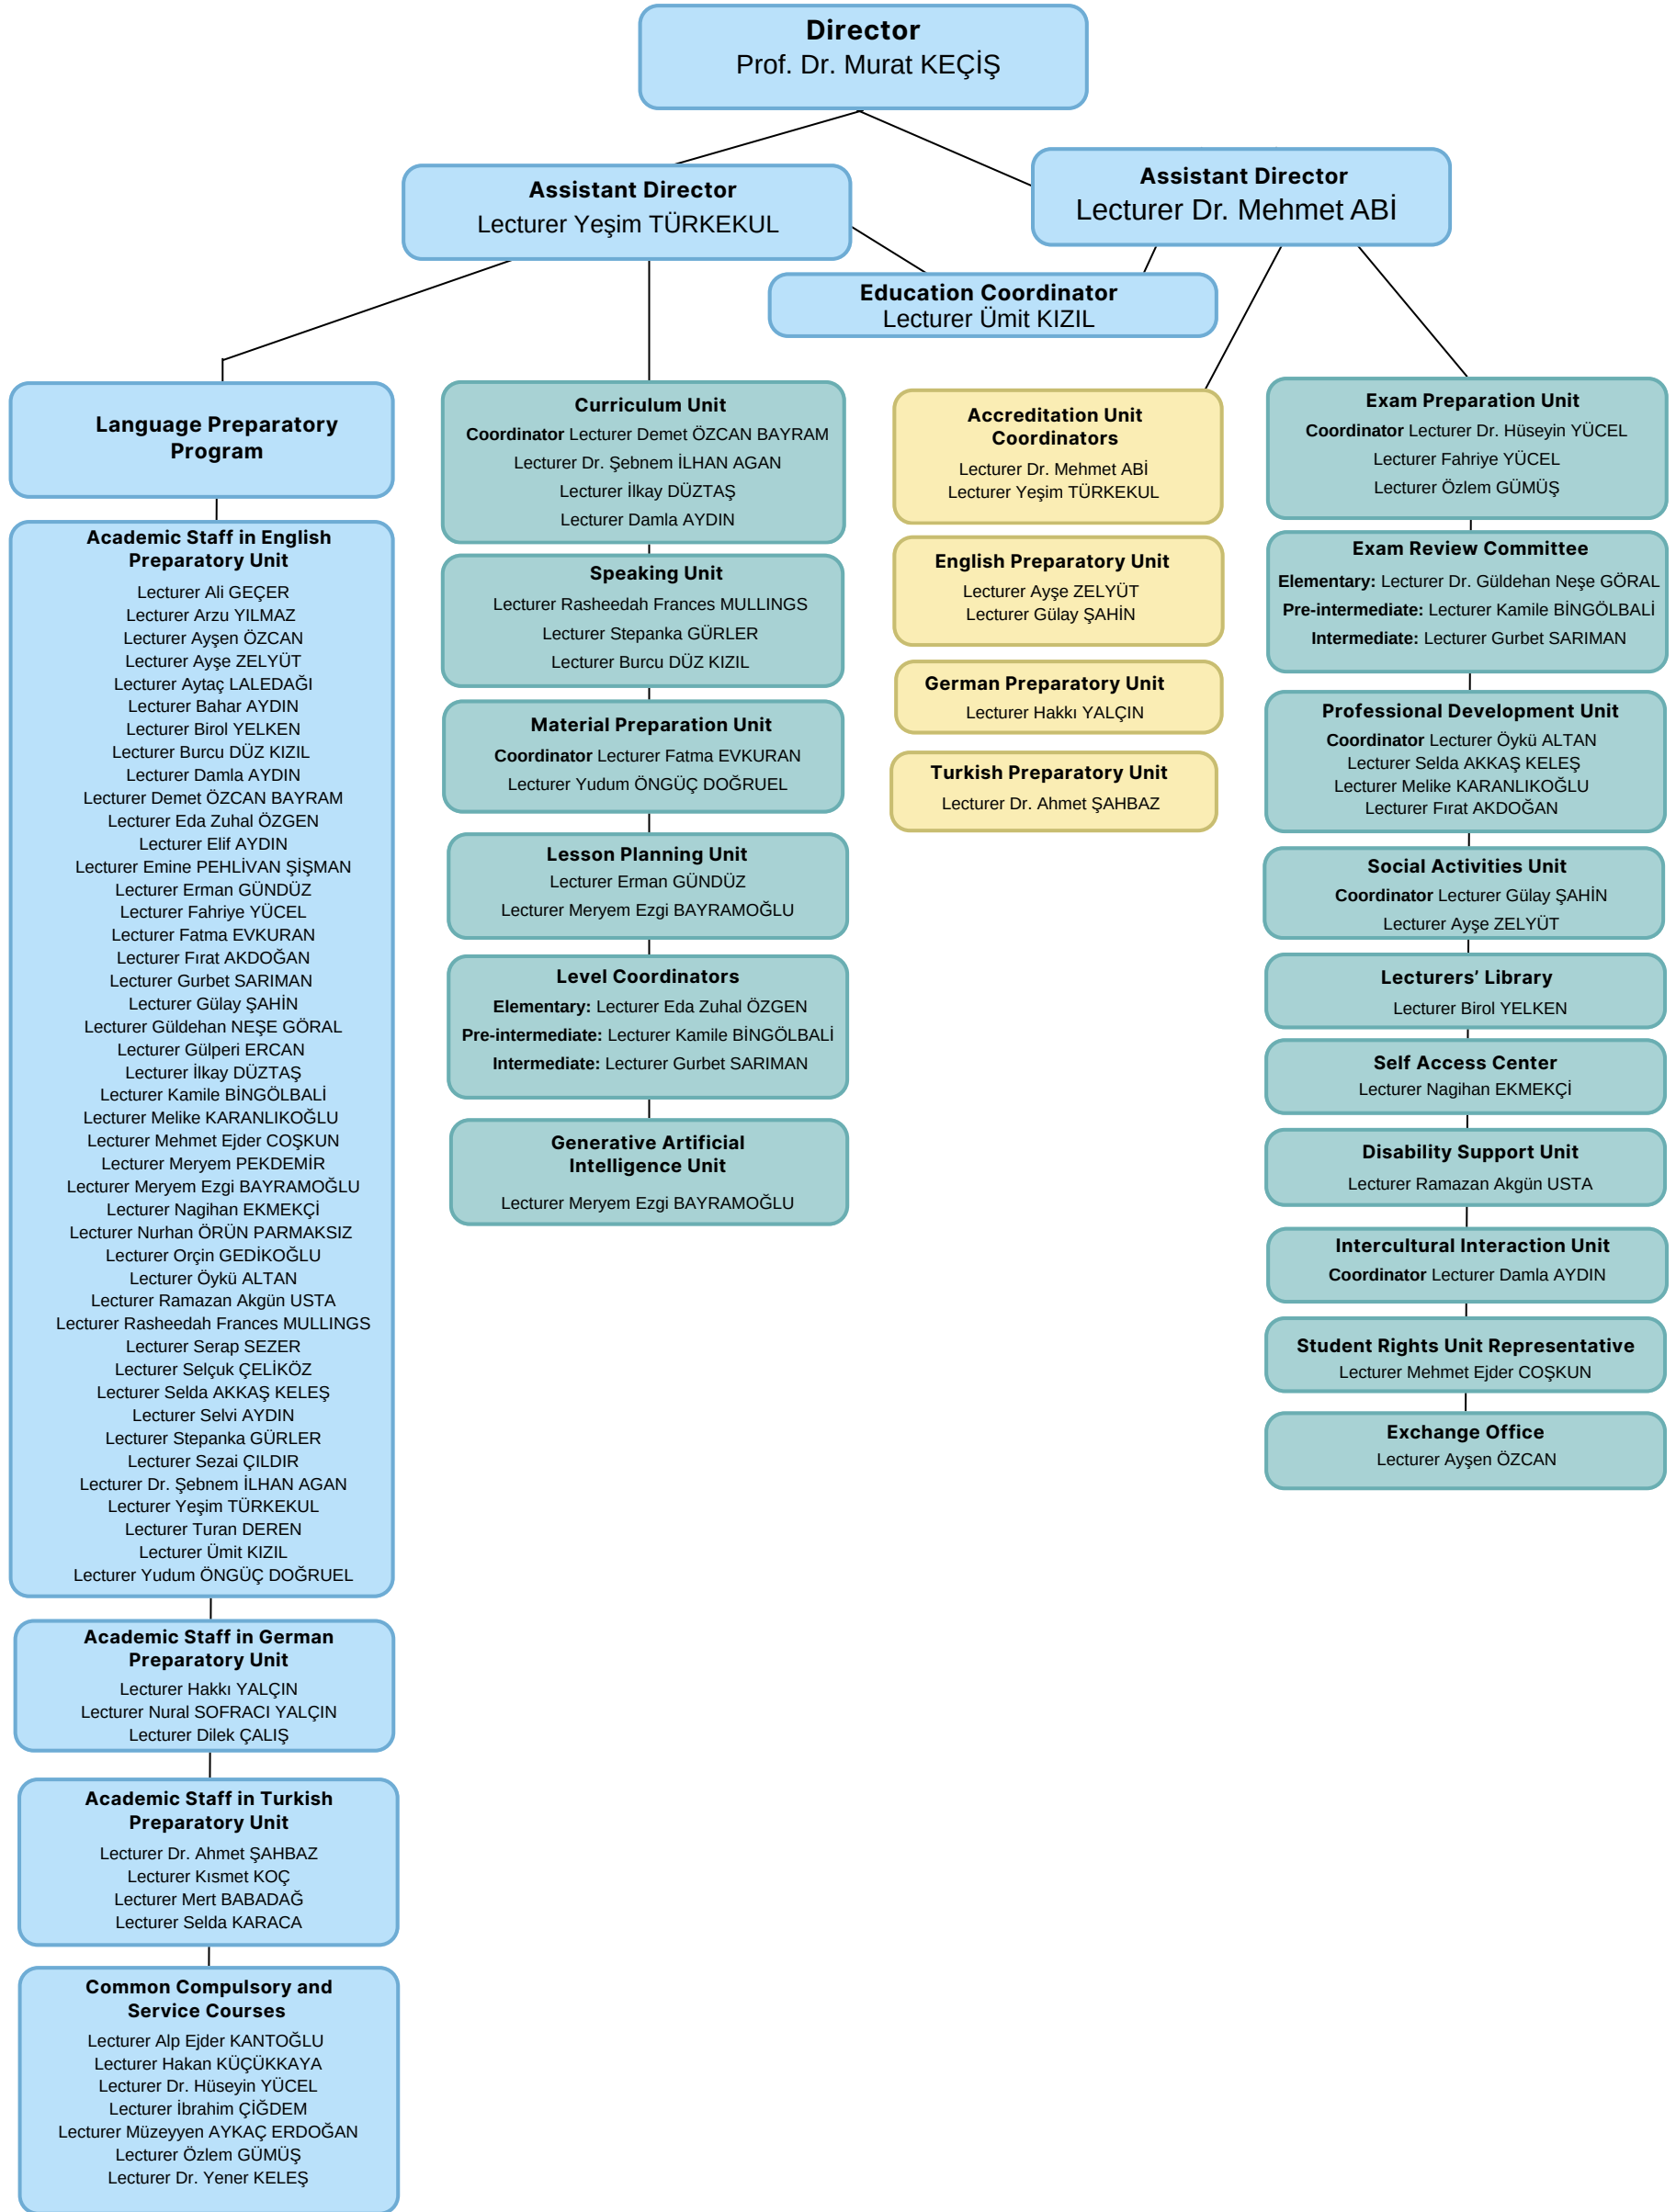 Director
Prof. Dr. Murat KEÇİŞ
Assistant Director
Lecturer Yeşim TÜRKEKUL
Assistant Director
Lecturer Dr. Mehmet ABİ
Education Coordinator
Lecturer Ümit KIZIL
Language Preparatory
Program
Academic Staff in English
Preparatory Unit
Lecturer Ali GEÇER
Lecturer Arzu YILMAZ
Lecturer Ayşen ÖZCAN
Lecturer Ayşe ZELYÜT
Lecturer Aytaç LALEDAĞI
Lecturer Bahar AYDIN
Lecturer Birol YELKEN
Lecturer Burcu DÜZ KIZIL
Lecturer Damla AYDIN
Lecturer Demet ÖZCAN BAYRAM
Lecturer Eda Zuhal ÖZGEN
Lecturer Elif AYDIN
Lecturer Emine PEHLİVAN ŞİŞMAN
Lecturer Erman GÜNDÜZ
Lecturer Fahriye YÜCEL
Lecturer Fatma EVKURAN
Lecturer Fırat AKDOĞAN
Lecturer Gurbet SARIMAN
Lecturer Gülay ŞAHİN
Lecturer Güldehan NEŞE GÖRAL
Lecturer Gülperi ERCAN
Lecturer İlkay DÜZTAŞ
Lecturer Kamile BİNGÖLBALİ
Lecturer Melike KARANLIKOĞLU
Lecturer Mehmet Ejder COŞKUN
Lecturer Meryem PEKDEMİR
Lecturer Meryem Ezgi BAYRAMOĞLU
Lecturer Nagihan EKMEKÇİ
Lecturer Nurhan ÖRÜN PARMAKSIZ
Lecturer Orçin GEDİKOĞLU
Lecturer Öykü ALTAN
Lecturer Ramazan Akgün USTA
Lecturer Rasheedah Frances MULLINGS
Lecturer Serap SEZER
Lecturer Selçuk ÇELİKÖZ
Lecturer Selda AKKAŞ KELEŞ
Lecturer Selvi AYDIN
Lecturer Stepanka GÜRLER
Lecturer Sezai ÇILDIR
Lecturer Dr. Şebnem İLHAN AGAN
Lecturer Yeşim TÜRKEKUL
Lecturer Turan DEREN
Lecturer Ümit KIZIL
Lecturer Yudum ÖNGÜÇ DOĞRUEL
Academic Staff in German
Preparatory Unit
Lecturer Hakkı YALÇIN
Lecturer Nural SOFRACI YALÇIN
Lecturer Dilek ÇALIŞ
Academic Staff in Turkish
Preparatory Unit
Lecturer Dr. Ahmet ŞAHBAZ
Lecturer Kısmet KOÇ
Lecturer Mert BABADAĞ
Lecturer Selda KARACA
Common Compulsory and
Service Courses
Lecturer Alp Ejder KANTOĞLU
Lecturer Hakan KÜÇÜKKAYA
Lecturer Dr. Hüseyin YÜCEL
Lecturer İbrahim ÇİĞDEM
Lecturer Müzeyyen AYKAÇ ERDOĞAN
Lecturer Özlem GÜMÜŞ
Lecturer Dr. Yener KELEŞ
Curriculum Unit
Coordinator Lecturer Demet ÖZCAN BAYRAM
Lecturer Dr. Şebnem İLHAN AGAN
Lecturer İlkay DÜZTAŞ
Lecturer Damla AYDIN
Speaking Unit
Lecturer Rasheedah Frances MULLINGS
Lecturer Stepanka GÜRLER
Lecturer Burcu DÜZ KIZIL
Material Preparation Unit
Coordinator Lecturer Fatma EVKURAN
Lecturer Yudum ÖNGÜÇ DOĞRUEL
Lesson Planning Unit
Lecturer Erman GÜNDÜZ
Lecturer Meryem Ezgi BAYRAMOĞLU
Level Coordinators
Elementary: Lecturer Eda Zuhal ÖZGEN
Pre-intermediate: Lecturer Kamile BİNGÖLBALİ
Intermediate: Lecturer Gurbet SARIMAN
Generative Artificial
Intelligence Unit
Lecturer Meryem Ezgi BAYRAMOĞLU
Accreditation Unit
Coordinators
Lecturer Dr. Mehmet ABİ
Lecturer Yeşim TÜRKEKUL
English Preparatory Unit
Lecturer Ayşe ZELYÜT
Lecturer Gülay ŞAHİN
German Preparatory Unit
Lecturer Hakkı YALÇIN
Turkish Preparatory Unit
Lecturer Dr. Ahmet ŞAHBAZ
Exam Preparation Unit
Coordinator Lecturer Dr. Hüseyin YÜCEL
Lecturer Fahriye YÜCEL
Lecturer Özlem GÜMÜŞ
Exam Review Committee
Elementary: Lecturer Dr. Güldehan Neşe GÖRAL
Pre-intermediate: Lecturer Kamile BİNGÖLBALİ
Intermediate: Lecturer Gurbet SARIMAN
Professional Development Unit
Coordinator Lecturer Öykü ALTAN
Lecturer Selda AKKAŞ KELEŞ
Lecturer Melike KARANLIKOĞLU
Lecturer Fırat AKDOĞAN
Social Activities Unit
Coordinator Lecturer Gülay ŞAHİN
Lecturer Ayşe ZELYÜT
Lecturers’ Library
Lecturer Birol YELKEN
Self Access Center
Lecturer Nagihan EKMEKÇİ
Disability Support Unit
Lecturer Ramazan Akgün USTA
Intercultural Interaction Unit
Coordinator Lecturer Damla AYDIN
Student Rights Unit Representative
Lecturer Mehmet Ejder COŞKUN
Exchange Office
Lecturer Ayşen ÖZCAN